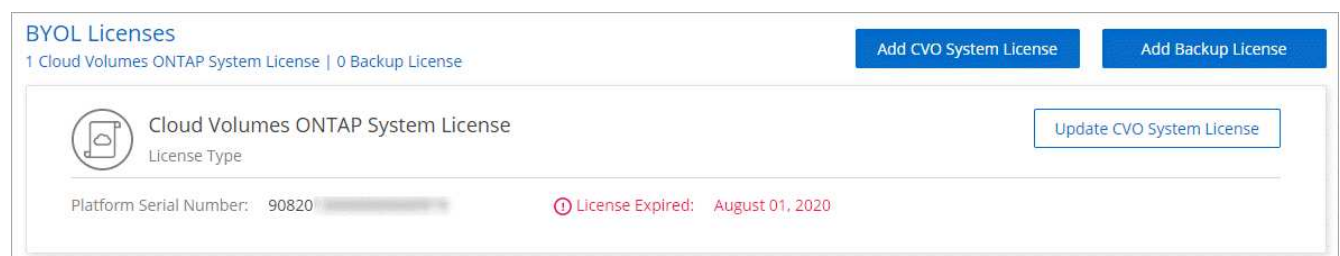 BYOL Licenses
1 Cloud Volumes ONTAP System License | 0 Backup License
Add CVO System License
Add Backup License
Cloud Volumes ONTAP System License
License Type
Update CVO System License
Platform Serial Number: 90820
License Expired: August 01, 2020